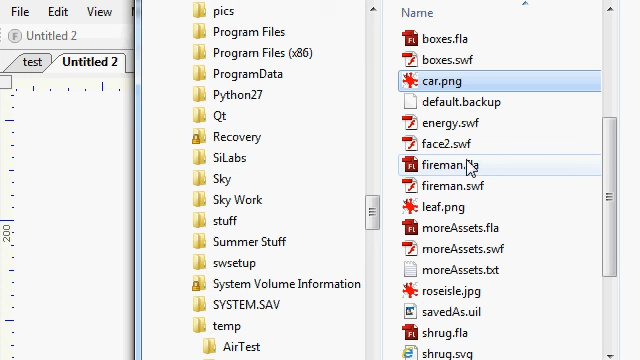 File Edit View
Untitled 2
test Untitled 2
200
pics
Program Files
Program Files (x86)
ProgramData
Python27
Qt
Recovery
SiLabs
Sky
Sky Work
stuff
Summer Stuff
swsetup
System Volume Information
SYSTEM.SAV
temp
AirTest
Name
boxes.fla
boxes.swf
car.png
default.backup
energy.swf
face2.swf
fireman.fla
fireman.swf
leaf.png
moreAssets.fla
moreAssets.swf
moreAssets.txt
roseisle.jpg
savedAs.uil
shrug.fla
shrug.svg